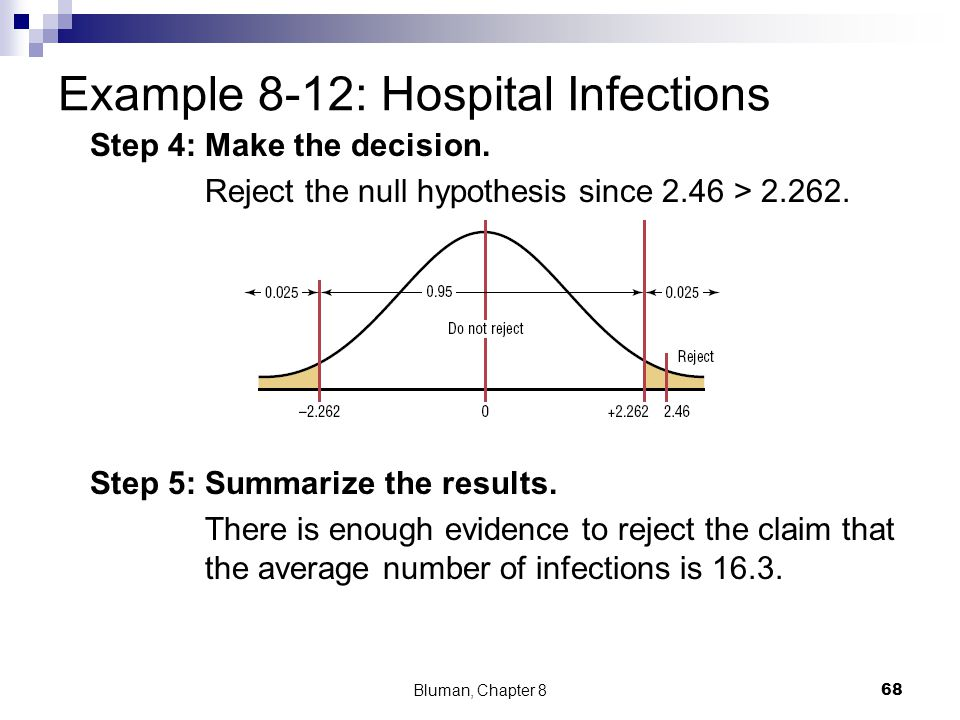 Example 8-12: Hospital Infections
Step 4: Make the decision.
Reject the null hypothesis since 2.46 > 2.262.
0.025 0.95 0.025
Do not reject
Reject
–2.262 0 +2.262 2.46
Step 5: Summarize the results.
There is enough evidence to reject the claim that
the average number of infections is 16.3.
Bluman, Chapter 8 68